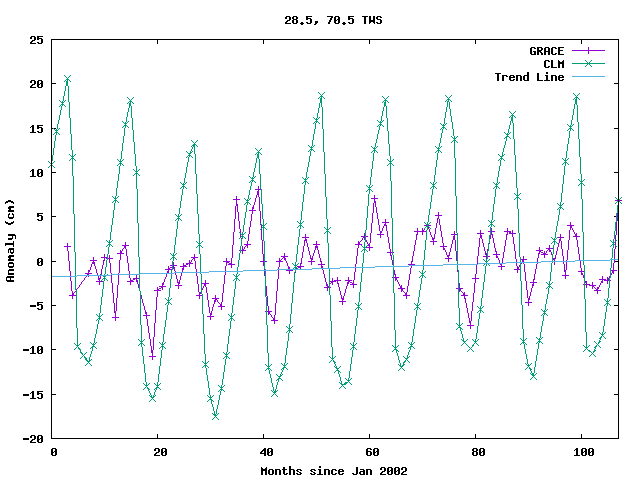 28.5, 70.5 TWS
GRACE
CLM
Trend Line
25
20
15
10
5
0
-5
-10
-15
-20
Anomaly (cm)
0 20 40 60 80 100
Months since Jan 2002